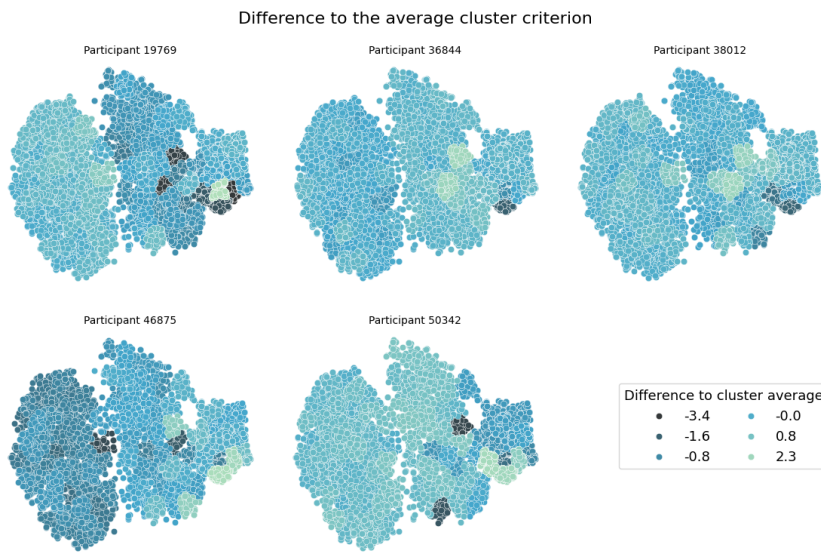 Difference to the average cluster criterion
Participant 19769
Participant 36844
Participant 38012
Participant 46875
Participant 50342
Difference to cluster average
-3.4
-0.0
-1.6
0.8
-0.8
2.3